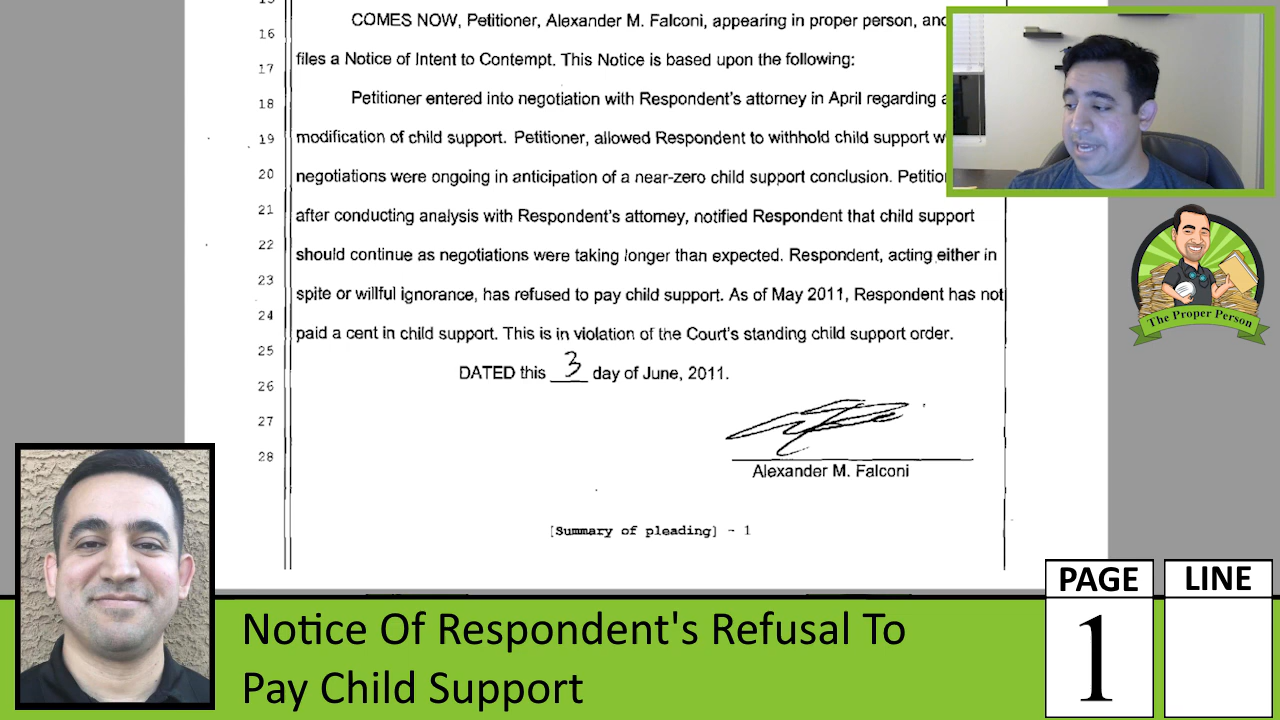 15
16 COMES NOW, Petitioner, Alexander M. Falconi, appearing in proper person, and
17 files a Notice of Intent to Contempt. This Notice is based upon the following:
18 Petitioner entered into negotiation with Respondent's attorney in April regarding a
19 modification of child support. Petitioner, allowed Respondent to withhold child support
20 negotiations were ongoing in anticipation of a near-zero child support conclusion.
21 after conducting analysis with Respondent's attorney, notified Respondent that child support
22 should continue as negotiations were taking longer than expected. Respondent, acting either in
23 spite or willful ignorance, has refused to pay child support. As of May 2011, Respondent has not
24 paid a cent in child support. This is in violation of the Court's standing child support order.
25
26 DATED this 3 day of June, 2011.
27
28
Alexander M. Falconi
[Summary of pleading] - 1
The Proper Person
Notice Of Respondent's Refusal To
Pay Child Support
PAGE
1
LINE